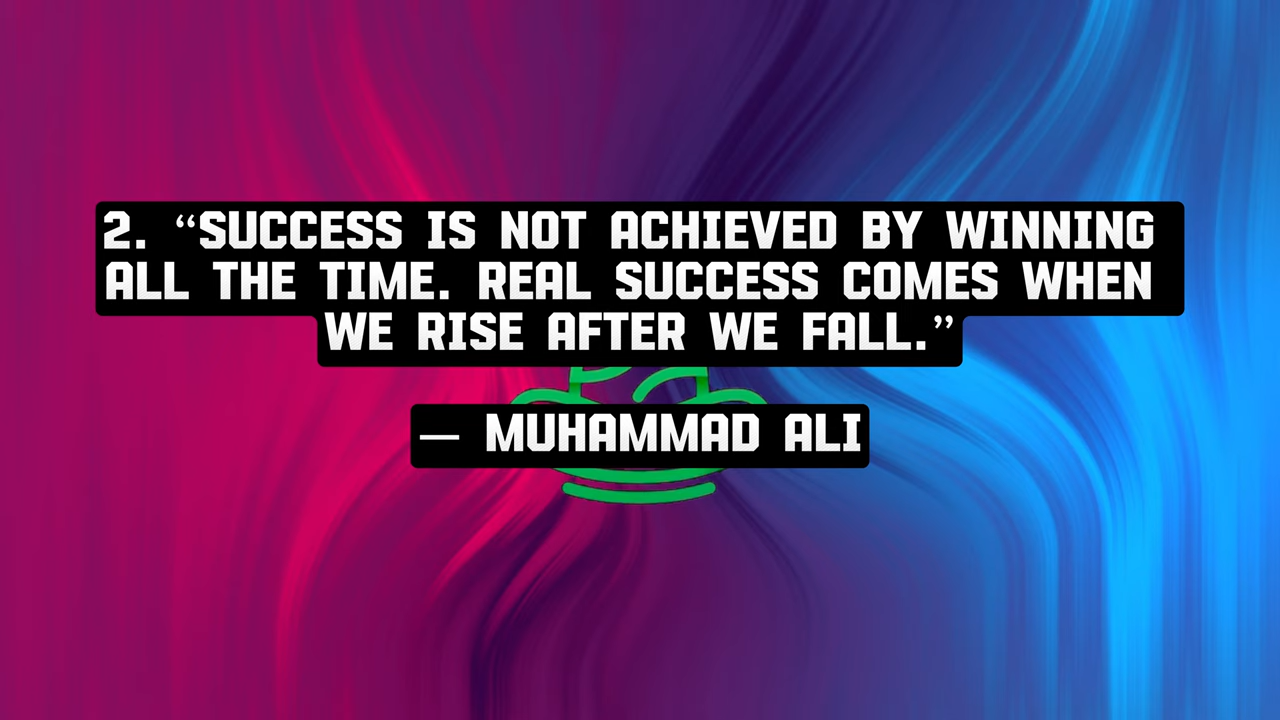 2. “SUCCESS IS NOT ACHIEVED BY WINNING
ALL THE TIME. REAL SUCCESS COMES WHEN
WE RISE AFTER WE FALL.”
— MUHAMMAD ALI